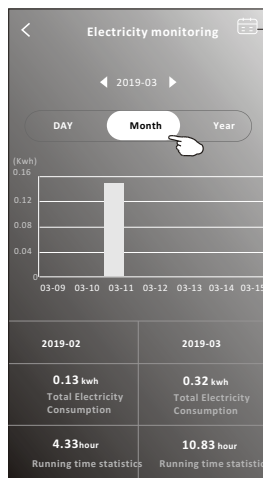 Electricity monitoring
2019-03
DAY Month Year
(Kwh)
0.16
0.12
0.08
0.04
0
03-09 03-10 03-11 03-12 03-13 03-14 03-15
2019-02 2019-03
0.13 kwh 0.32 kwh
Total Electricity Total Electricity
Consumption Consumption
4.33hour 10.83 hour
Running time statistics Running time statistic